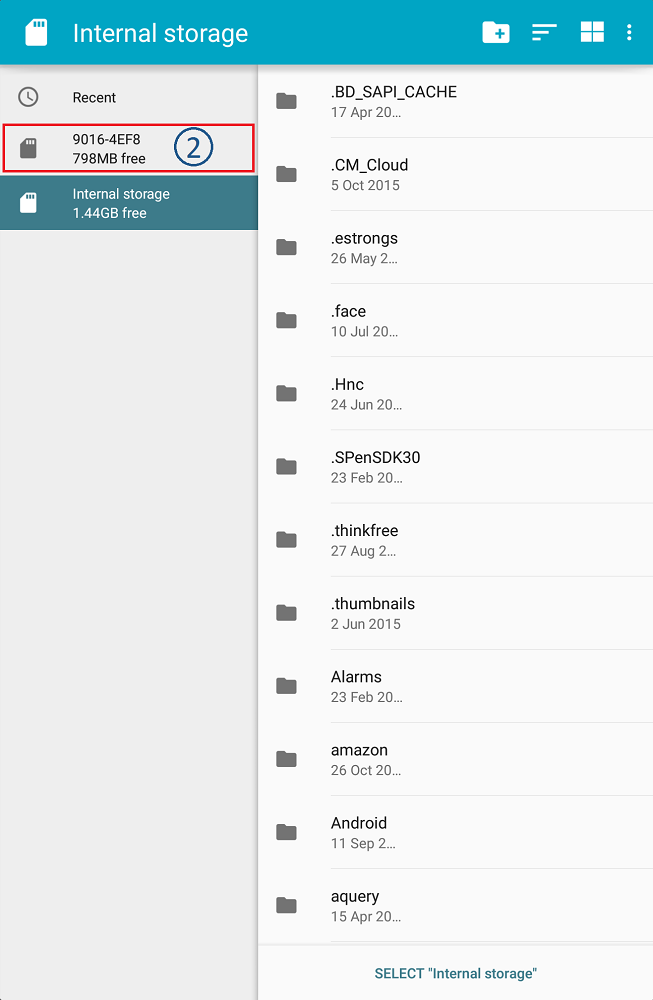 Internal storage
Recent
9016-4EF8
798MB free
2
Internal storage
1.44GB free
.BD_SAPI_CACHE
17 Apr 20...
.CM_Cloud
5 Oct 2015
.estrongs
26 May 2...
.face
10 Jul 20...
.Hnc
24 Jun 20...
.SPenSDK30
23 Feb 20...
.thinkfree
27 Aug 2...
.thumbnails
2 Jun 2015
Alarms
23 Feb 20...
amazon
26 Oct 20...
Android
11 Sep 2...
aquery
15 Apr 20...
SELECT "Internal storage"